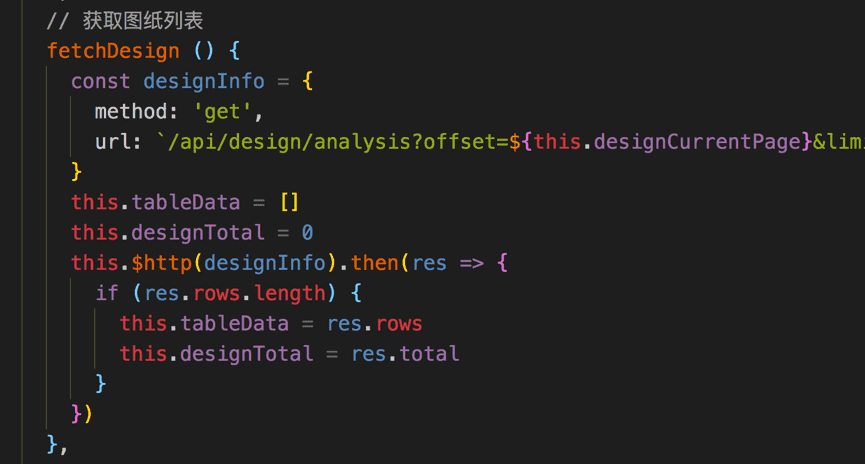 // 获取图纸列表
fetchDesign () {
const designInfo = {
method: 'get',
url: `/api/design/analysis?offset=${this.designCurrentPage}&lim
}
this.tableData = []
this.designTotal = 0
this.$http(designInfo).then(res => {
if (res.rows.length) {
this.tableData = res.rows
this.designTotal = res.total
}
})
},